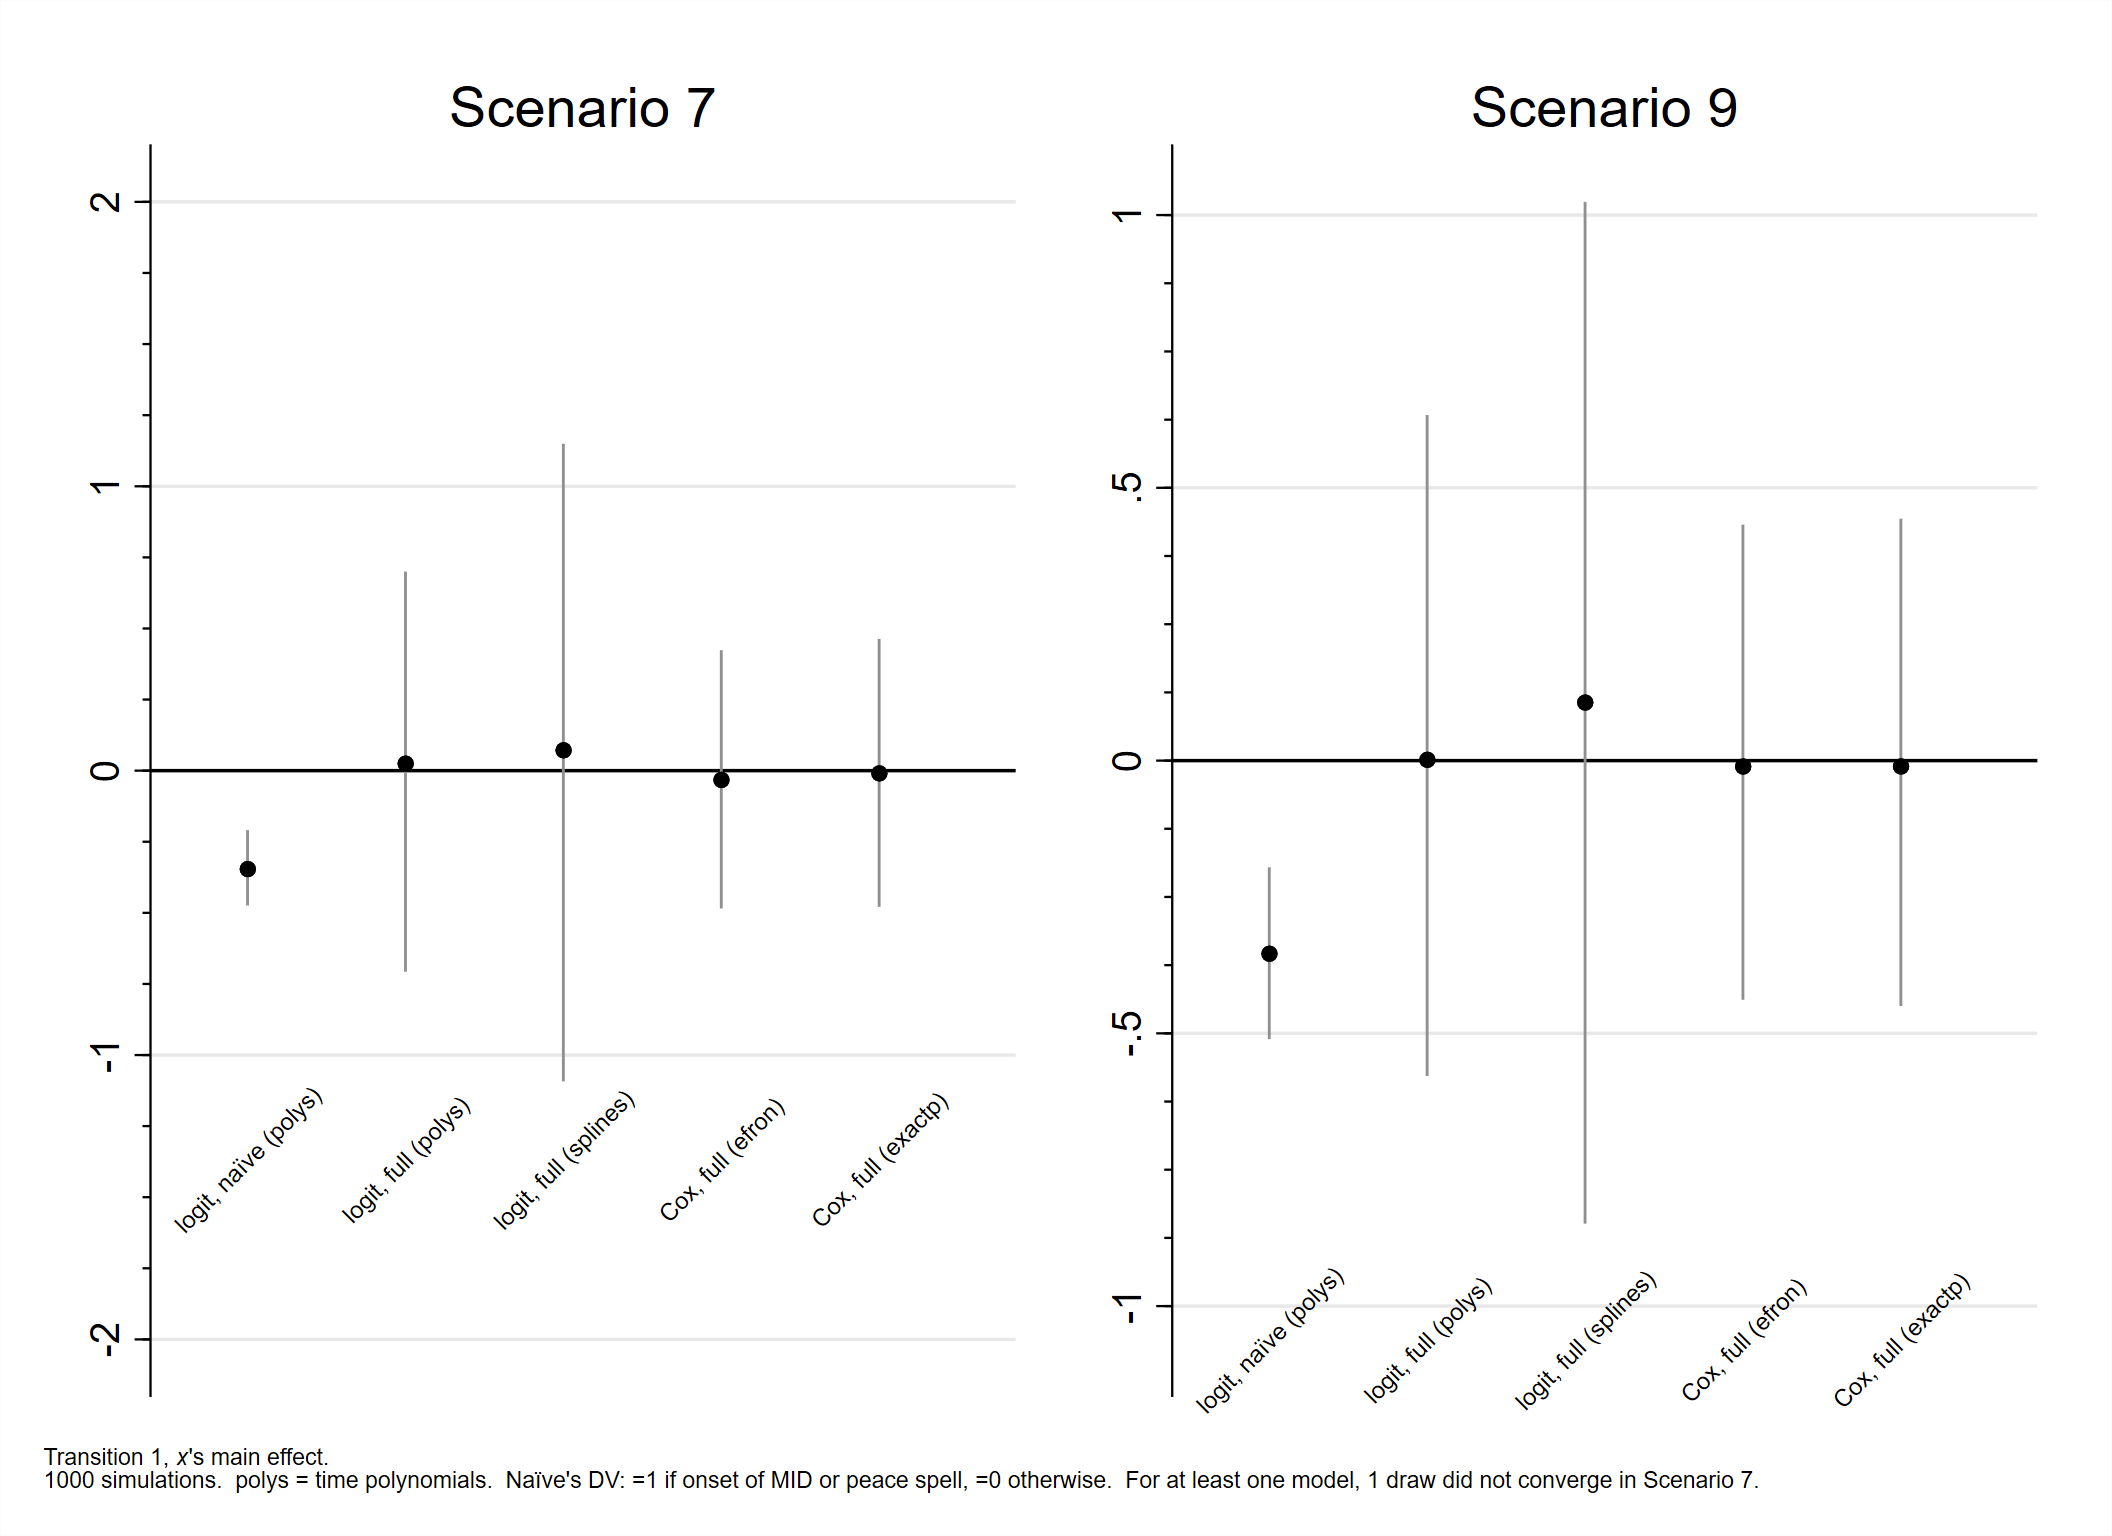 Scenario 7
2
1
0
-1
-2
logit, naïve (polys)
logit, full (polys)
logit, full (splines)
Cox, full (efron)
Cox, full (exactp)
Scenario 9
1
.5
0
-.5
-1
logit, naïve (polys)
logit, full (polys)
logit, full (splines)
Cox, full (efron)
Cox, full (exactp)
Transition 1, x's main effect.
1000 simulations.  polys = time polynomials.  Naïve's DV: =1 if onset of MID or peace spell, =0 otherwise.  For at least one model, 1 draw did not converge in Scenario 7.